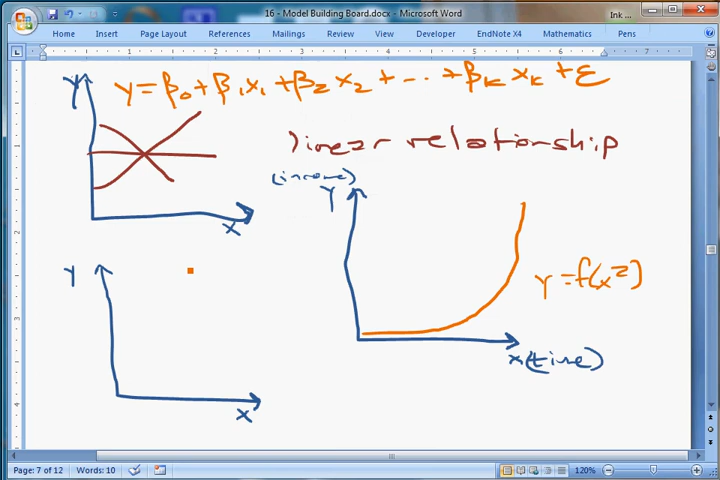 16 - Model Building Board.docx - Microsoft Word
Ink ...
Home Insert Page Layout References Mailings Review View Developer EndNote X4 Mathematics Pens
y = β₀ + β₁x₁ + β₂x₂ + ... + βₖxₖ + ε
Y
linear relationship
X
(income)
Y
y = f(x²)
x(time)
Y
X
Page: 7 of 12 Words: 10 120%